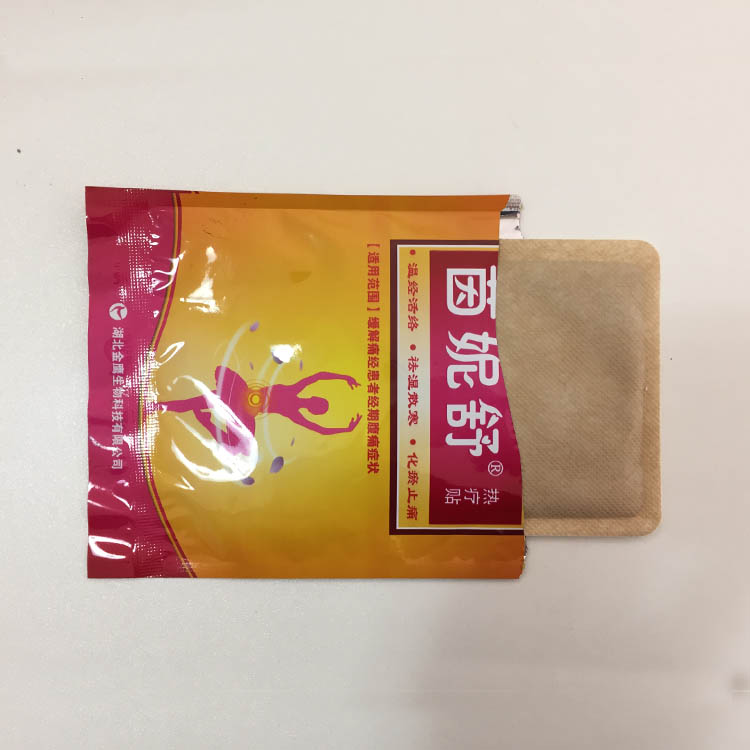 茵妮舒®
热疗贴
• 温经活络 • 祛湿散寒 • 化瘀止痛
【适用范围】缓解痛经患者经期腹痛症状
湖北金鹰生物科技有限公司